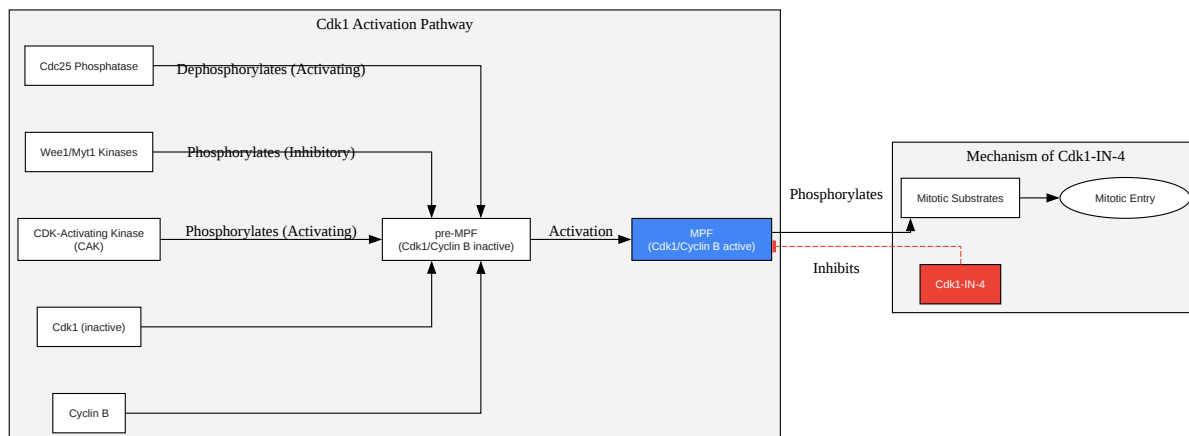 Cdk1 Activation Pathway
Cdc25 Phosphatase
Dephosphorylates (Activating)
Wee1/Myt1 Kinases
Phosphorylates (Inhibitory)
CDK-Activating Kinase
(CAK)
Phosphorylates (Activating)
pre-MPF
(Cdk1/Cyclin B inactive)
Activation
MPF
(Cdk1/Cyclin B active)
Cdk1 (inactive)
Cyclin B
Phosphorylates
Inhibits
Mechanism of Cdk1-IN-4
Mitotic Substrates
Mitotic Entry
Cdk1-IN-4